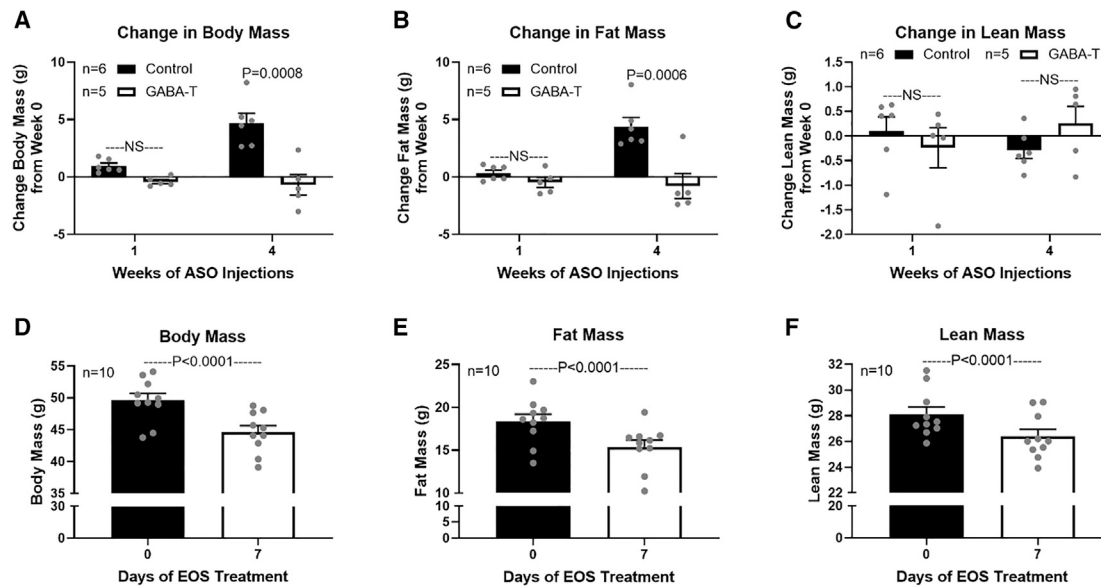 A
Change in Body Mass
n=6 Control
n=5 GABA-T
P=0.0008
----NS----
Change Body Mass (g)
from Week 0
10
5
0
-5
1 4
Weeks of ASO Injections
B
Change in Fat Mass
n=6 Control
n=5 GABA-T
P=0.0006
----NS----
Change Fat Mass (g)
from Week 0
10
5
0
-5
1 4
Weeks of ASO Injections
C
Change in Lean Mass
n=6 Control n=5 GABA-T
----NS----
----NS----
Change Lean Mass (g)
from Week 0
1.5
1.0
0.5
0.0
-0.5
-1.0
-1.5
-2.0
1 4
Weeks of ASO Injections
D
Body Mass
n=10
------P<0.0001------
Body Mass (g)
55
50
45
40
35
30
0
0 7
Days of EOS Treatment
E
Fat Mass
n=10
------P<0.0001------
Fat Mass (g)
25
20
15
10
10
5
0
0 7
Days of EOS Treatment
F
Lean Mass
n=10
------P<0.0001------
Lean Mass (g)
32
30
28
26
24
22
20
0
0 7
Days of EOS Treatment